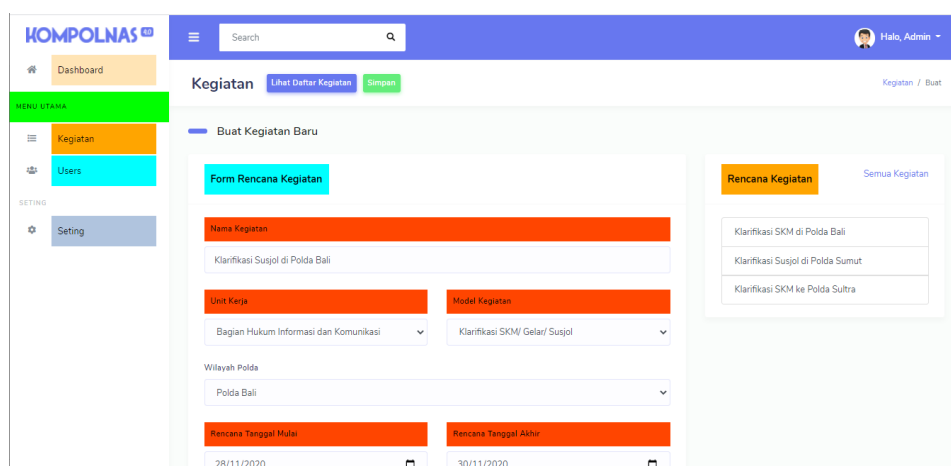 KOMPOLNAS 4.0
Search
Halo, Admin
Dashboard
Kegiatan
Lihat Daftar Kegiatan
Simpan
Kegiatan / Buat
MENU UTAMA
Kegiatan
Users
SETING
Seting
Buat Kegiatan Baru
Form Rencana Kegiatan
Nama Kegiatan
Klarifikasi Susjol di Polda Bali
Unit Kerja
Model Kegiatan
Bagian Hukum Informasi dan Komunikasi
Klarifikasi SKM/ Gelar/ Susjol
Wilayah Polda
Polda Bali
Rencana Tanggal Mulai
Rencana Tanggal Akhir
28/11/2020
30/11/2020
Rencana Kegiatan
Semua Kegiatan
Klarifikasi SKM di Polda Bali
Klarifikasi Susjol di Polda Sumut
Klarifikasi SKM ke Polda Sultra